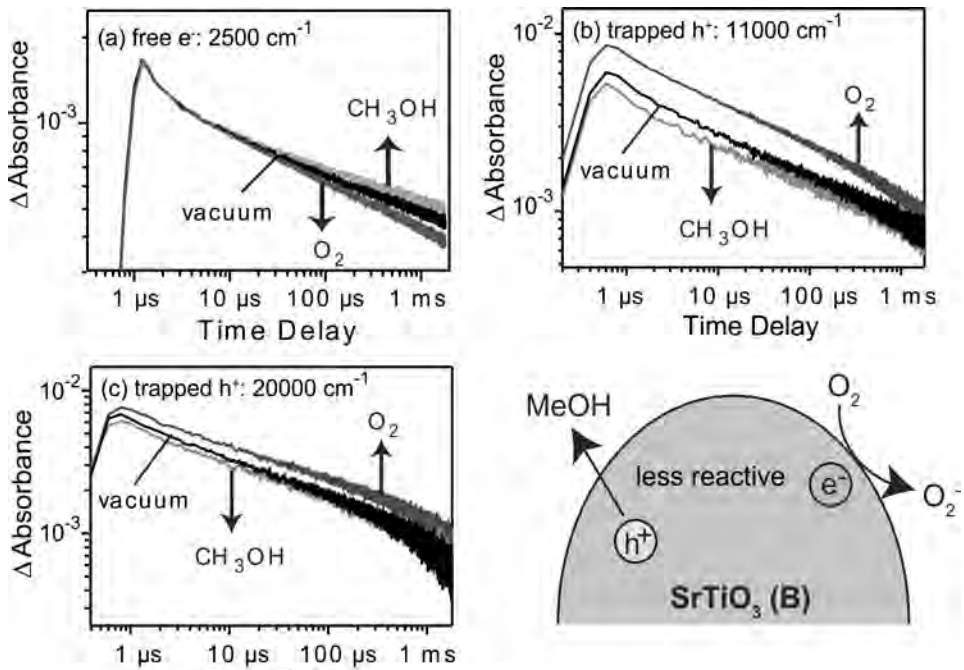 (a) free e⁻: 2500 cm⁻¹
Δ Absorbance
10⁻³
CH₃OH
vacuum
O₂
1 μs 10 μs 100 μs 1 ms
Time Delay
(b) trapped h⁺: 11000 cm⁻¹
Δ Absorbance
10⁻²
10⁻³
O₂
vacuum
CH₃OH
1 μs 10 μs 100 μs 1 ms
Time Delay
(c) trapped h⁺: 20000 cm⁻¹
Δ Absorbance
10⁻²
10⁻³
O₂
vacuum
CH₃OH
1 μs 10 μs 100 μs 1 ms
MeOH
O₂
less reactive
e⁻
O₂⁻
h⁺
SrTiO₃ (B)